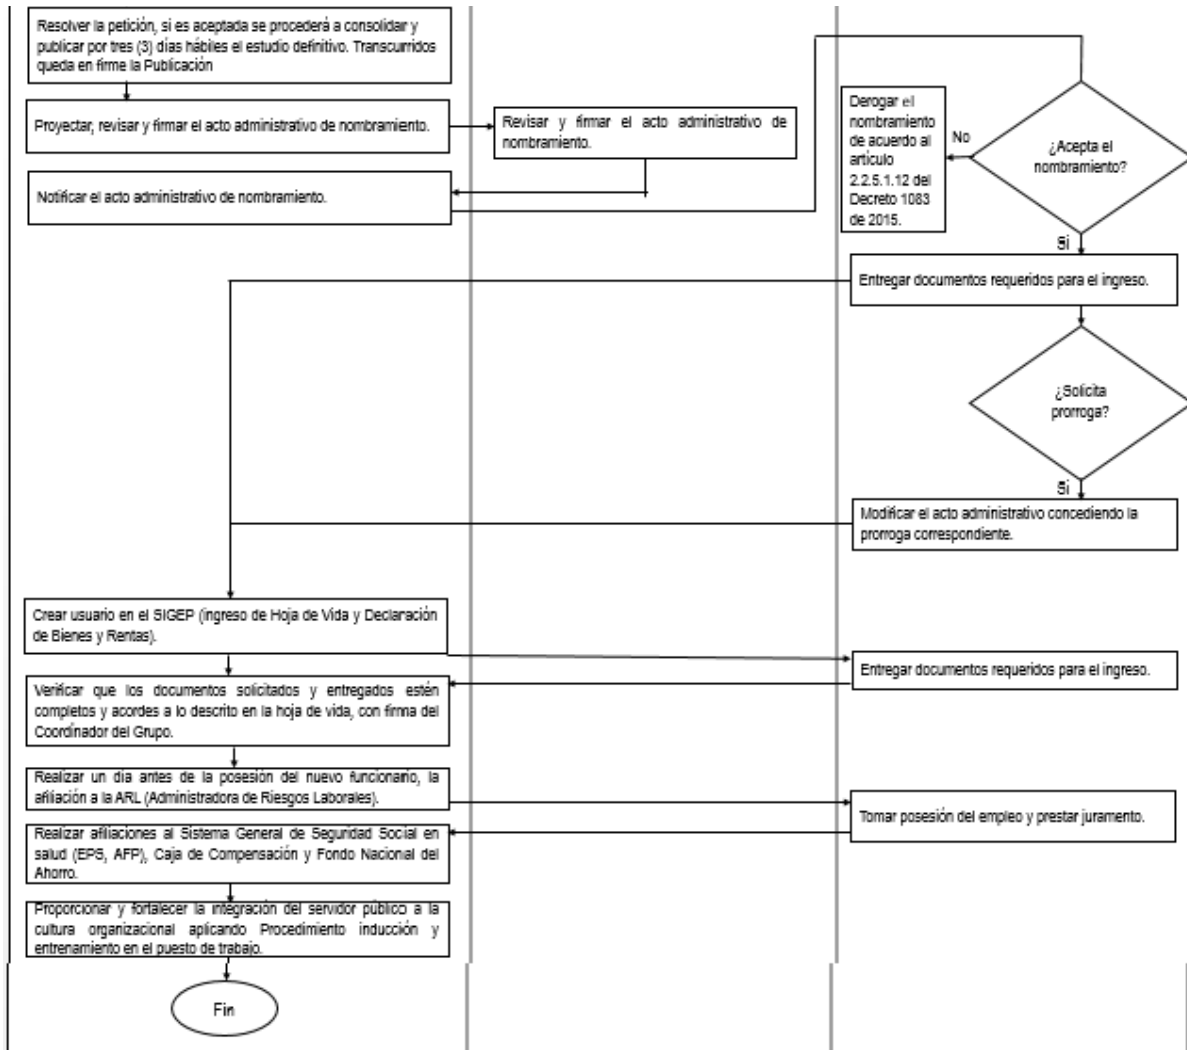 Resolver la petición, si es aceptada se procederá a consolidar y
publicar por tres (3) días hábiles el estudio definitivo. Transcurridos
queda en firme la Publicación
Proyectar, revisar y firmar el acto administrativo de nombramiento.
Revisar y firmar el acto administrativo de
nombramiento.
Notificar el acto administrativo de nombramiento.
Derogar el
nombramiento
de acuerdo al
artículo
2.2.5.1.12 del
Decreto 1083
de 2015.
No
¿Acepta el
nombramiento?
Si
Entregar documentos requeridos para el ingreso.
¿Solicita
prorroga?
Si
Modificar el acto administrativo concediendo la
prorroga correspondiente.
Crear usuario en el SIGEP (ingreso de Hoja de Vida y Declaración
de Bienes y Rentas).
Entregar documentos requeridos para el ingreso.
Verificar que los documentos solicitados y entregados estén
completos y acordes a lo descrito en la hoja de vida, con firma del
Coordinador del Grupo.
Realizar un día antes de la posesión del nuevo funcionario, la
afiliación a la ARL (Administradora de Riesgos Laborales).
Tomar posesión del empleo y prestar juramento.
Realizar afiliaciones al Sistema General de Seguridad Social en
salud (EPS, AFP), Caja de Compensación y Fondo Nacional del
Ahorro.
Proporcionar y fortalecer la integración del servidor público a la
cultura organizacional aplicando Procedimiento inducción y
entrenamiento en el puesto de trabajo.
Fin